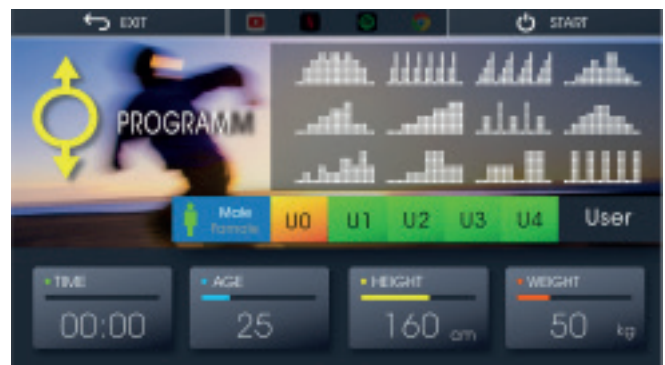 EXIT
START
PROGRAMM
Male
Female
U0 U1 U2 U3 U4 User
TIME
AGE
HEIGHT
WEIGHT
00:00
25
160 cm
50 kg